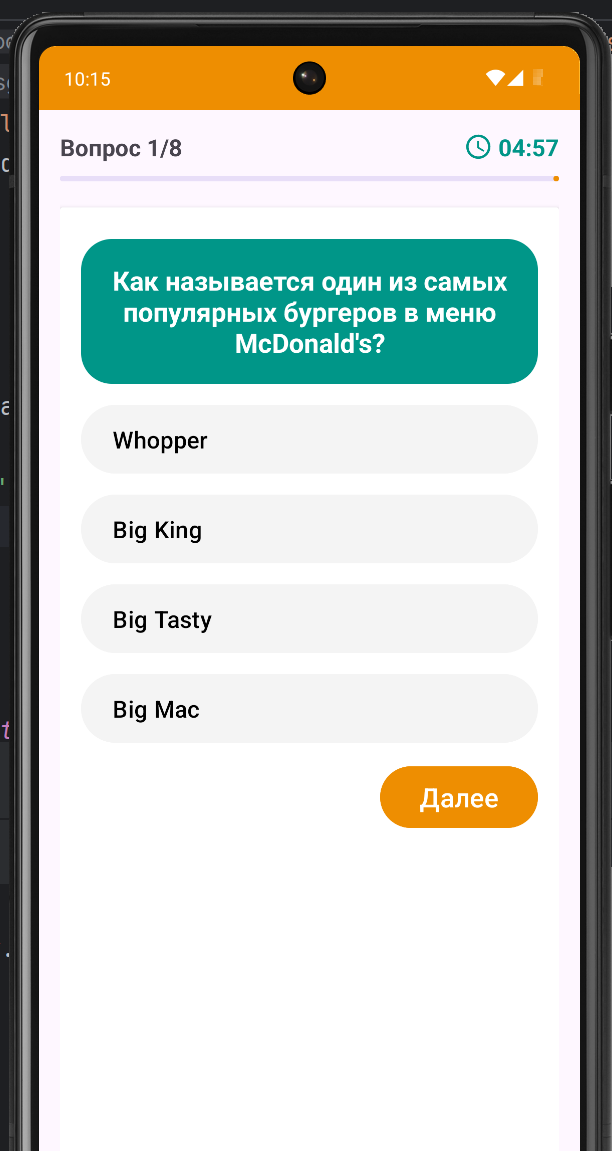 10:15
Вопрос 1/8
04:57
Как называется один из самых
популярных бургеров в меню
McDonald's?
Whopper
Big King
Big Tasty
Big Mac
Далее